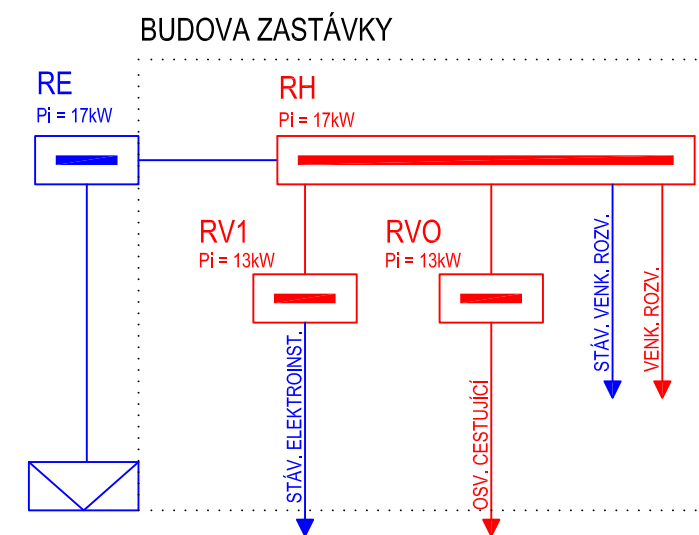 BUDOVA ZASTÁVKY
RE
Pi = 17kW
RH
Pi = 17kW
RV1
Pi = 13kW
RVO
Pi = 13kW
STÁV. ELEKTROINST.
OSV. CESTUJÍCÍ
STÁV. VENK. ROZV.
VENK. ROZV.